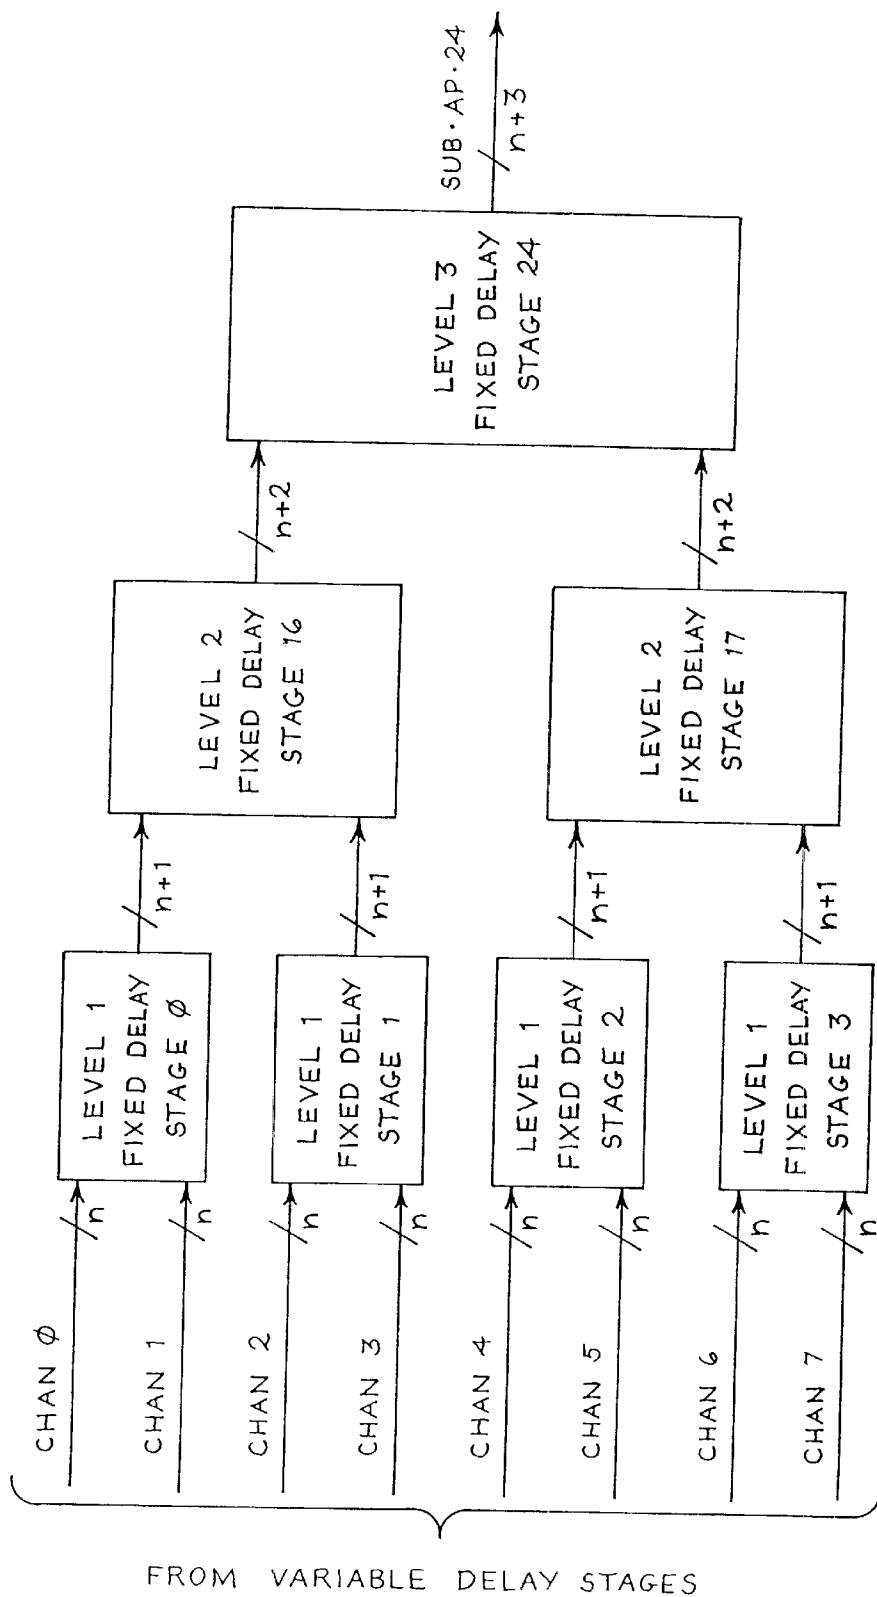 SUB·AP·24
n+3
LEVEL 3
FIXED DELAY
STAGE 24
n+2
n+2
LEVEL 2
FIXED DELAY
STAGE 16
LEVEL 2
FIXED DELAY
STAGE 17
n+1
n+1
n+1
n+1
LEVEL 1
FIXED DELAY
STAGE Ø
LEVEL 1
FIXED DELAY
STAGE 1
LEVEL 1
FIXED DELAY
STAGE 2
LEVEL 1
FIXED DELAY
STAGE 3
n
n
n
n
n
n
n
n
CHAN Ø
CHAN 1
CHAN 2
CHAN 3
CHAN 4
CHAN 5
CHAN 6
CHAN 7
FROM VARIABLE DELAY STAGES